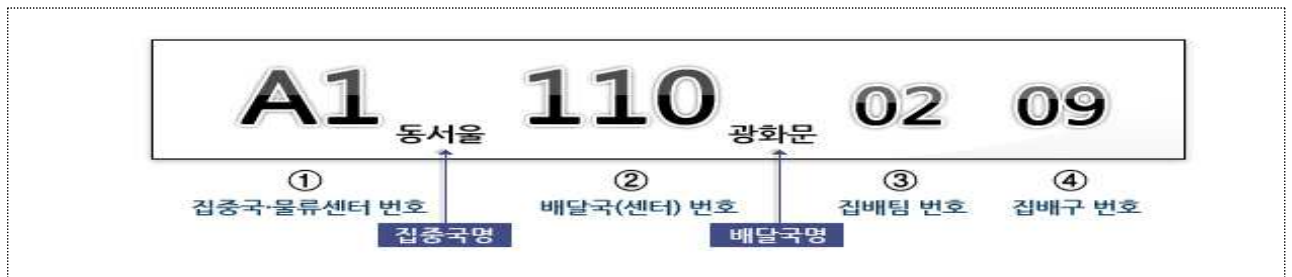 A1 동서울 110 광화문 02 09
① ② ③ ④
집중국·물류센터 번호 배달국(센터) 번호 집배팀 번호 집배구 번호
집중국명 배달국명